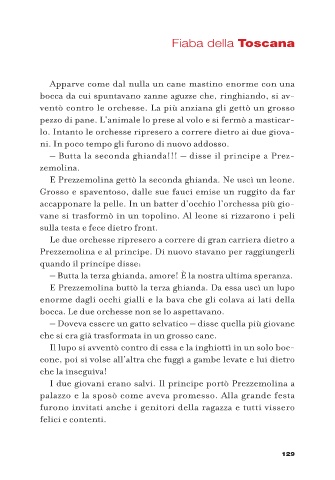 Fiaba della Toscana
Apparve come dal nulla un cane mastino enorme con una
bocca da cui spuntavano zanne aguzze che, ringhiando, si av-
ventò contro le orchesse. La più anziana gli gettò un grosso
pezzo di pane. L'animale lo prese al volo e si fermò a masticar-
lo. Intanto le orchesse ripresero a correre dietro ai due giova-
ni. In poco tempo gli furono di nuovo addosso.
– Butta la seconda ghianda!!! – disse il principe a Prez-
zemolina.
E Prezzemolina gettò la seconda ghianda. Ne uscì un leone.
Grosso e spaventoso, dalle sue fauci emise un ruggito da far
accapponare la pelle. In un batter d'occhio l'orchessa più gio-
vane si trasformò in un topolino. Al leone si rizzarono i peli
sulla testa e fece dietro front.
Le due orchesse ripresero a correre di gran carriera dietro a
Prezzemolina e al principe. Di nuovo stavano per raggiungerli
quando il principe disse:
– Butta la terza ghianda, amore! È la nostra ultima speranza.
E Prezzemolina buttò la terza ghianda. Da essa uscì un lupo
enorme dagli occhi gialli e la bava che gli colava ai lati della
bocca. Le due orchesse non se lo aspettavano.
– Doveva essere un gatto selvatico – disse quella più giovane
che si era già trasformata in un grosso cane.
Il lupo si avventò contro di essa e la inghiottì in un solo boc-
cone, poi si volse all'altra che fuggì a gambe levate e lui dietro
che la inseguiva!
I due giovani erano salvi. Il principe portò Prezzemolina a
palazzo e la sposò come aveva promesso. Alla grande festa
furono invitati anche i genitori della ragazza e tutti vissero
felici e contenti.
129